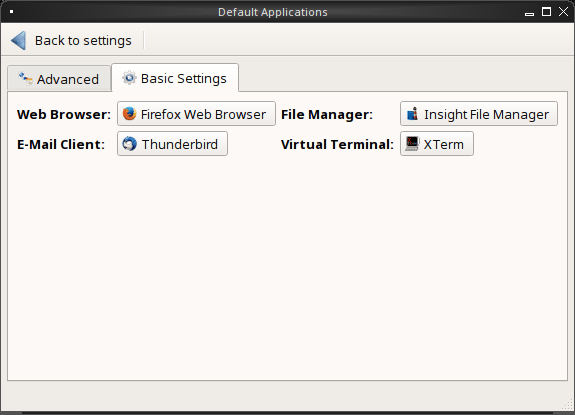 Default Applications
Back to settings
Advanced Basic Settings
Web Browser: Firefox Web Browser File Manager: Insight File Manager
E-Mail Client: Thunderbird Virtual Terminal: XTerm